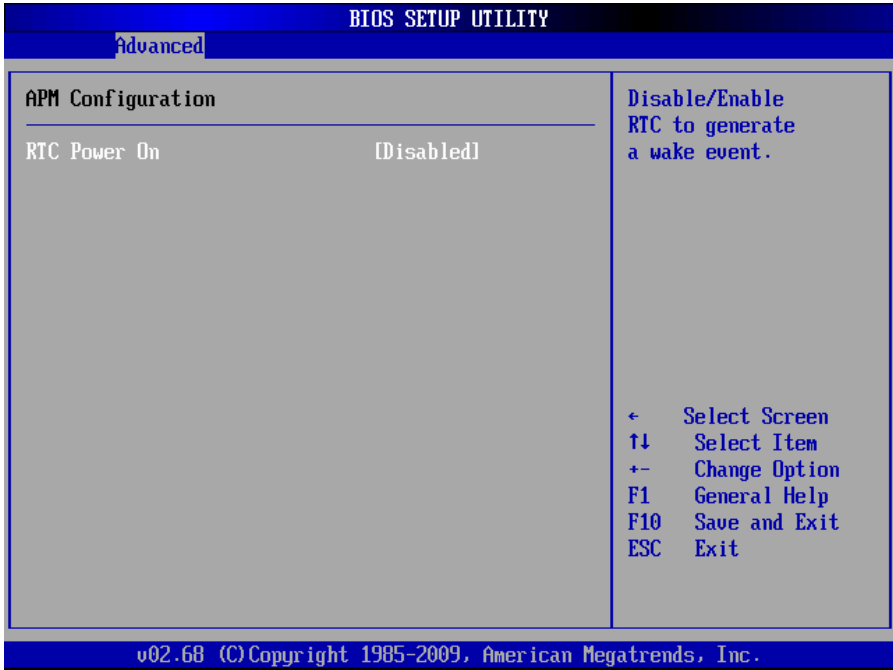 BIOS SETUP UTILITY
Advanced
APM Configuration
RTC Power On [Disabled]
Disable/Enable
RTC to generate
a wake event.
← Select Screen
↑↓ Select Item
+- Change Option
F1 General Help
F10 Save and Exit
ESC Exit
v02.68 (C)Copyright 1985-2009, American Megatrends, Inc.